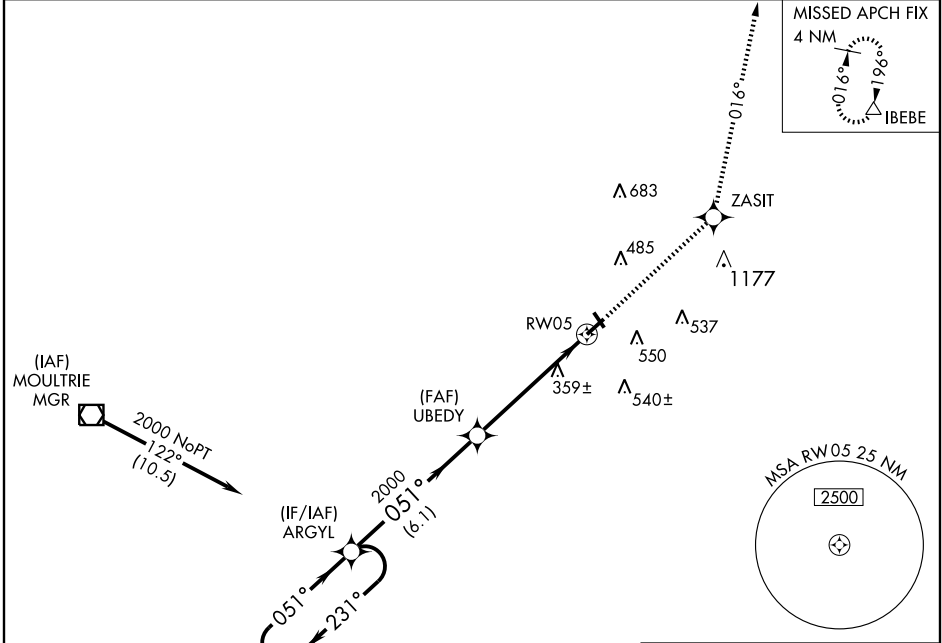 MISSED APCH FIX
4 NM
016°
196°
IBEBE
016°
683
ZASIT
485
1177
RW05
537
550
(IAF)
MOULTRIE
MGR
359±
540±
(FAF)
UBEDY
2000 NoPT
122°
(10.5)
2000
051°
(6.1)
MSA RW05 25 NM
2500
(IF/IAF)
ARGYL
051°
231°